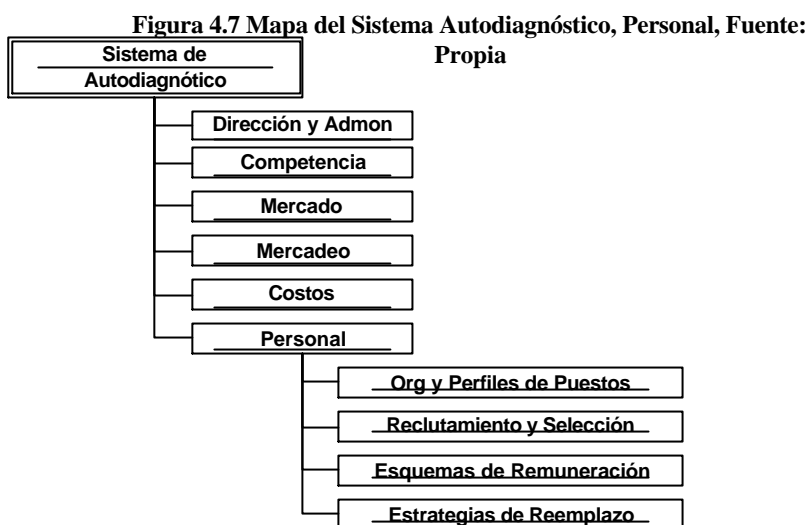 Figura 4.7 Mapa del Sistema Autodiagnóstico, Personal, Fuente:
Propia
Sistema de
Autodiagnótico
Dirección y Admon
Competencia
Mercado
Mercadeo
Costos
Personal
Org y Perfiles de Puestos
Reclutamiento y Selección
Esquemas de Remuneración
Estrategias de Reemplazo